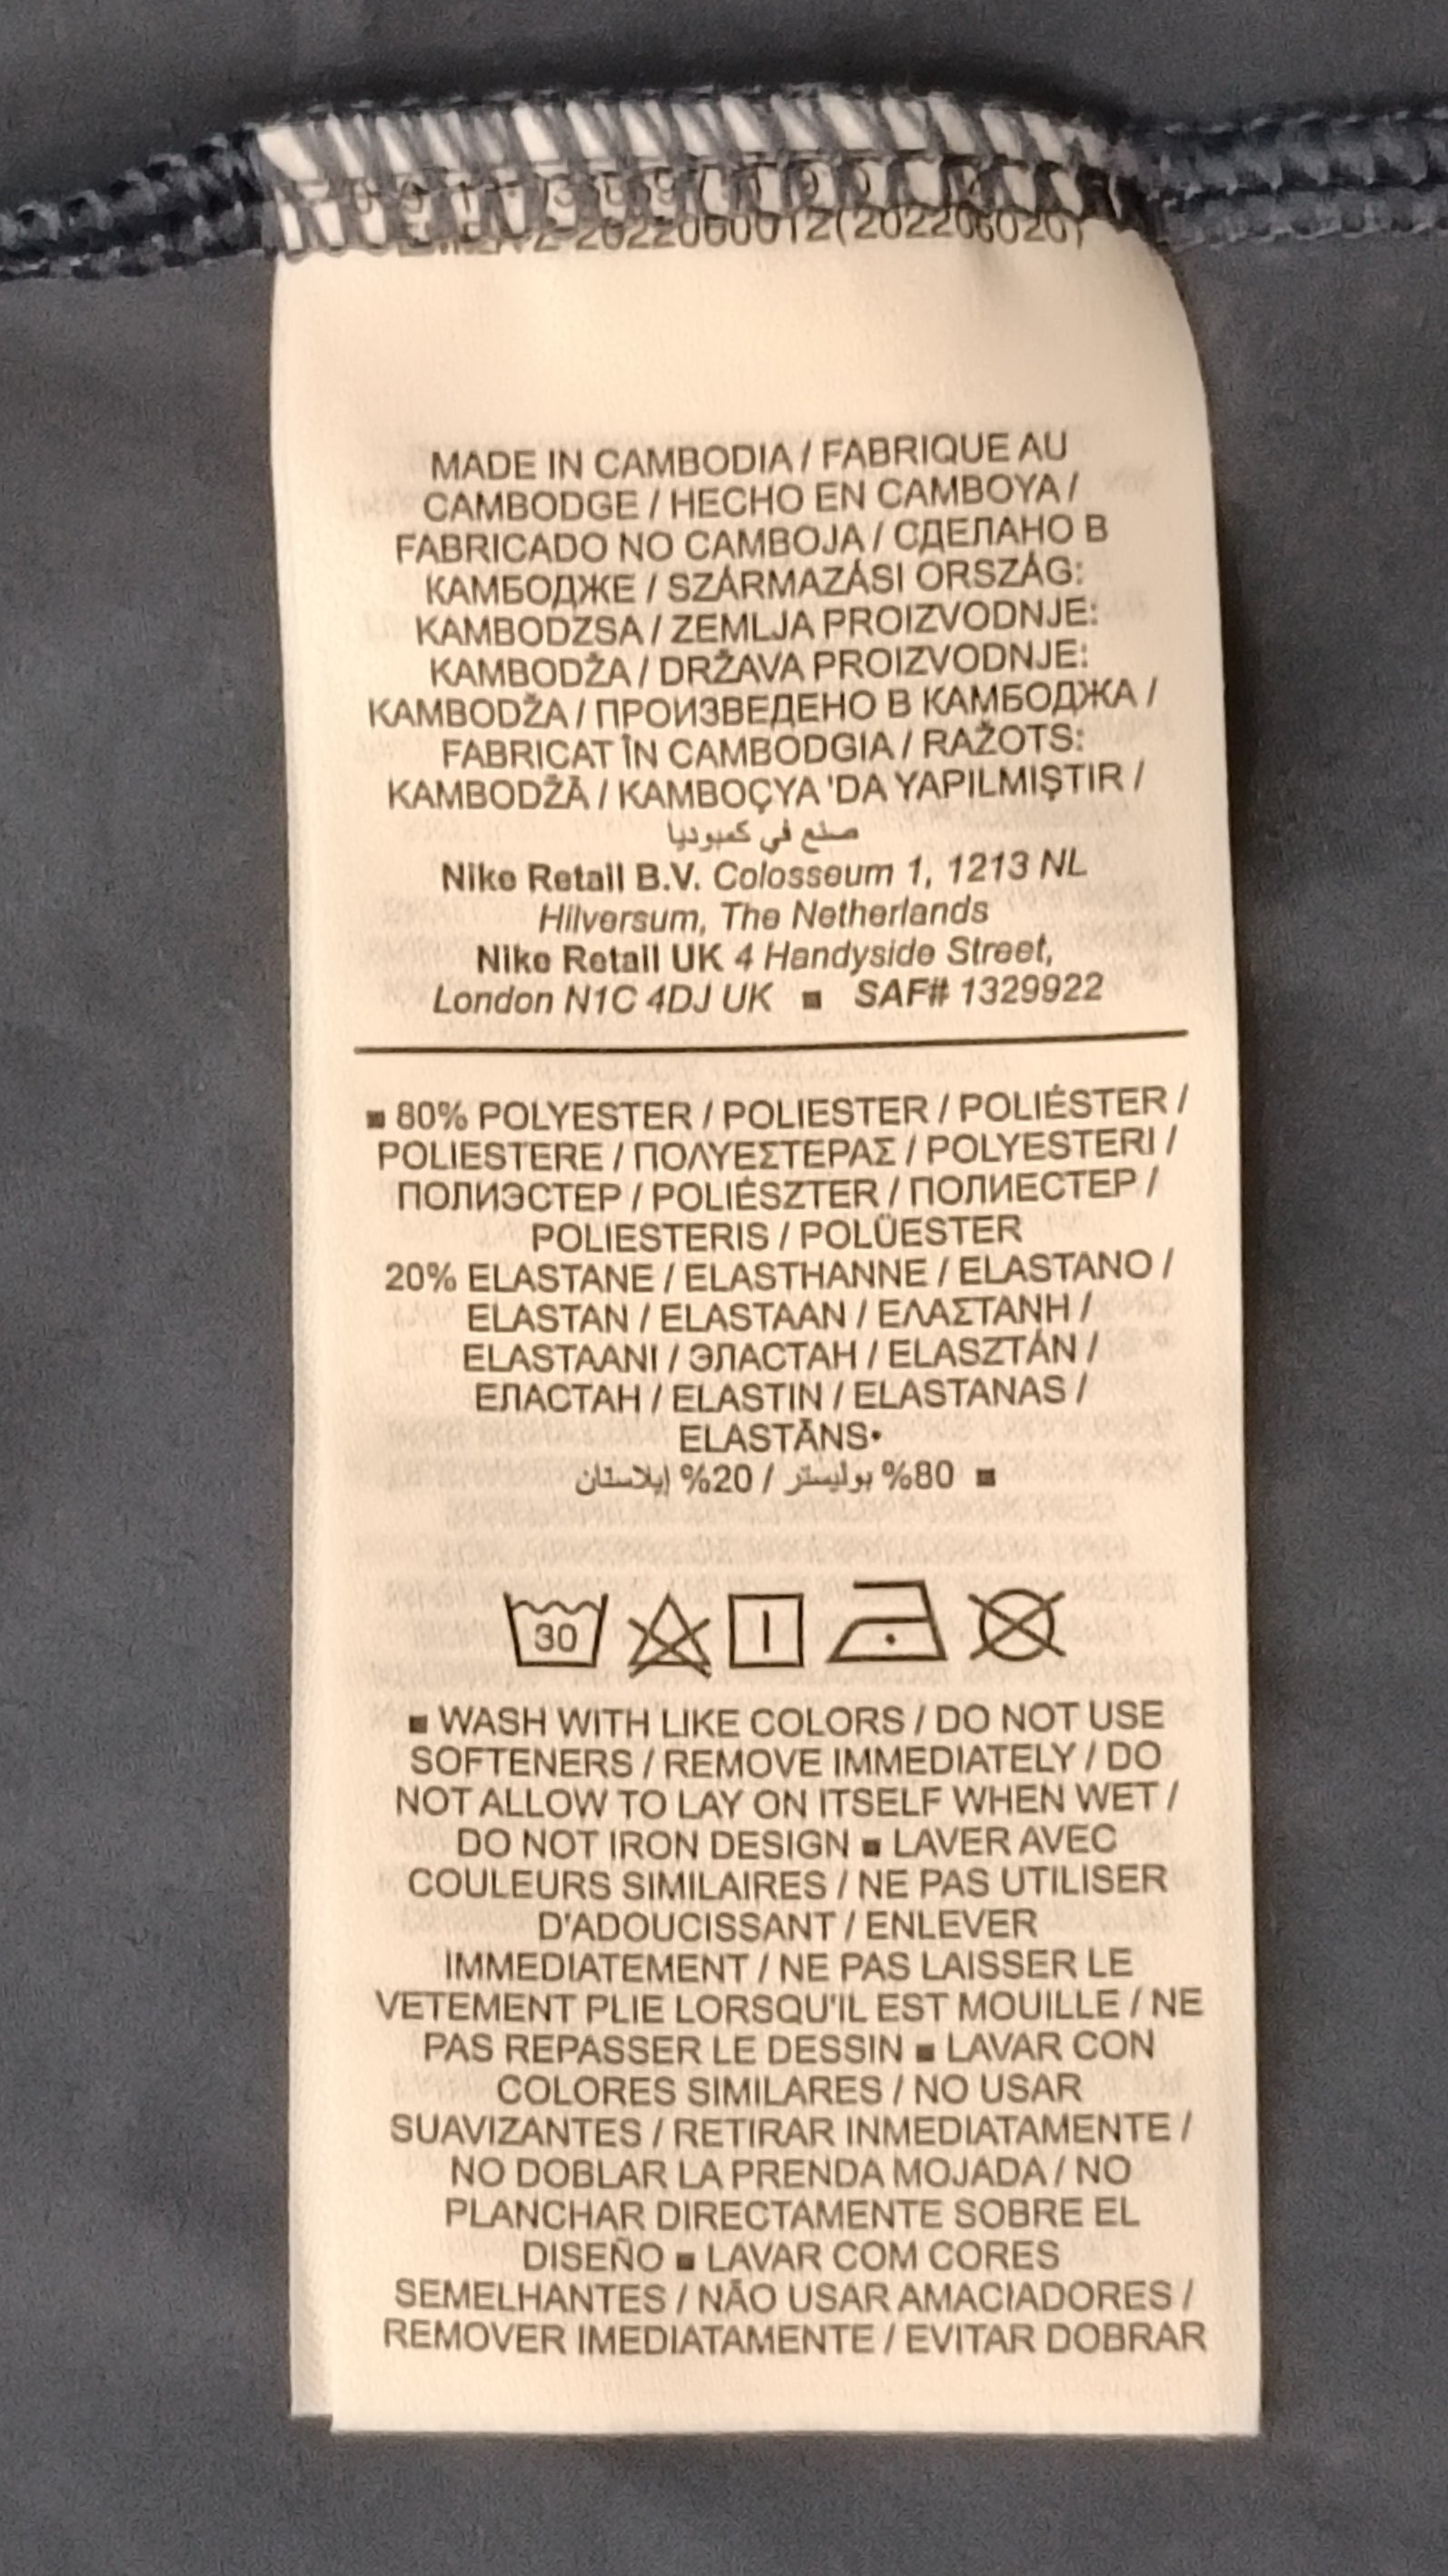 2022060012(202206020)
MADE IN CAMBODIA / FABRIQUE AU
CAMBODGE / HECHO EN CAMBOYA /
FABRICADO NO CAMBOJA / СДЕЛАНО В
КАМБОДЖЕ / SZÁRMAZÁSI ORSZÁG:
KAMBODZSA / ZEMLJA PROIZVODNJE:
KAMBODŽA / DRŽAVA PROIZVODNJE:
KAMBODŽA / ПРОИЗВЕДЕНО В КАМБОДЖА /
FABRICAT ÎN CAMBODGIA / RAŽOTS:
KAMBODŽĀ / KAMBOÇYA 'DA YAPILMIŞTIR /
صنع في كمبوديا
Nike Retail B.V. Colosseum 1, 1213 NL
Hilversum, The Netherlands
Nike Retail UK 4 Handyside Street,
London N1C 4DJ UK ■ SAF# 1329922
■ 80% POLYESTER / POLIESTER / POLIÉSTER /
POLIESTERE / ΠΟΛΥΕΣΤΕΡΑΣ / POLYESTERI /
ПОЛИЭСТЕР / POLIÉSZTER / ПОЛИЕСТЕР /
POLIESTERIS / POLÜESTER
20% ELASTANE / ELASTHANNE / ELASTANO /
ELASTAN / ELASTAAN / ΕΛΑΣΤΑΝΗ /
ELASTAANI / ЭЛАСТАН / ELASZTÁN /
ЕЛАСТАН / ELASTIN / ELASTANAS /
ELASTĀNS•
■ 80% بوليستر / 20% إيلاستان
30
■ WASH WITH LIKE COLORS / DO NOT USE
SOFTENERS / REMOVE IMMEDIATELY / DO
NOT ALLOW TO LAY ON ITSELF WHEN WET /
DO NOT IRON DESIGN ■ LAVER AVEC
COULEURS SIMILAIRES / NE PAS UTILISER
D'ADOUCISSANT / ENLEVER
IMMEDIATEMENT / NE PAS LAISSER LE
VETEMENT PLIE LORSQU'IL EST MOUILLE / NE
PAS REPASSER LE DESSIN ■ LAVAR CON
COLORES SIMILARES / NO USAR
SUAVIZANTES / RETIRAR INMEDIATAMENTE /
NO DOBLAR LA PRENDA MOJADA / NO
PLANCHAR DIRECTAMENTE SOBRE EL
DISEÑO ■ LAVAR COM CORES
SEMELHANTES / NÃO USAR AMACIADORES /
REMOVER IMEDIATAMENTE / EVITAR DOBRAR